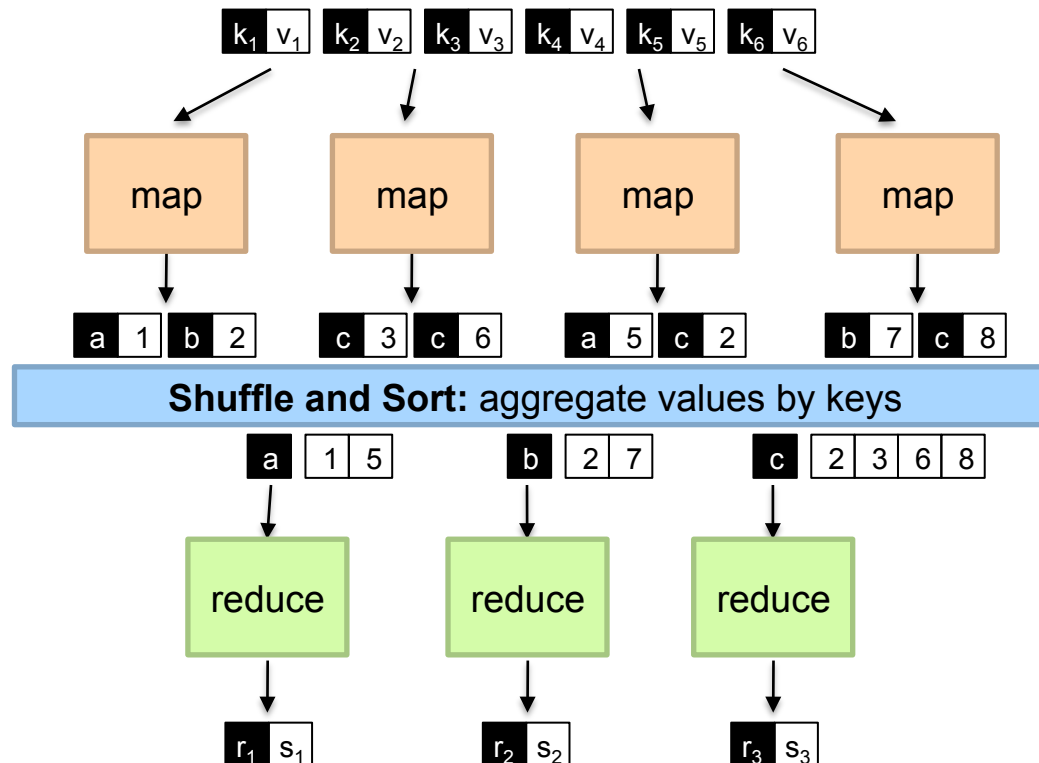 k₁ v₁ k₂ v₂ k₃ v₃ k₄ v₄ k₅ v₅ k₆ v₆
map map map map
a 1 b 2 c 3 c 6 a 5 c 2 b 7 c 8
Shuffle and Sort: aggregate values by keys
a 1 5 b 2 7 c 2 3 6 8
reduce reduce reduce
r₁ s₁ r₂ s₂ r₃ s₃